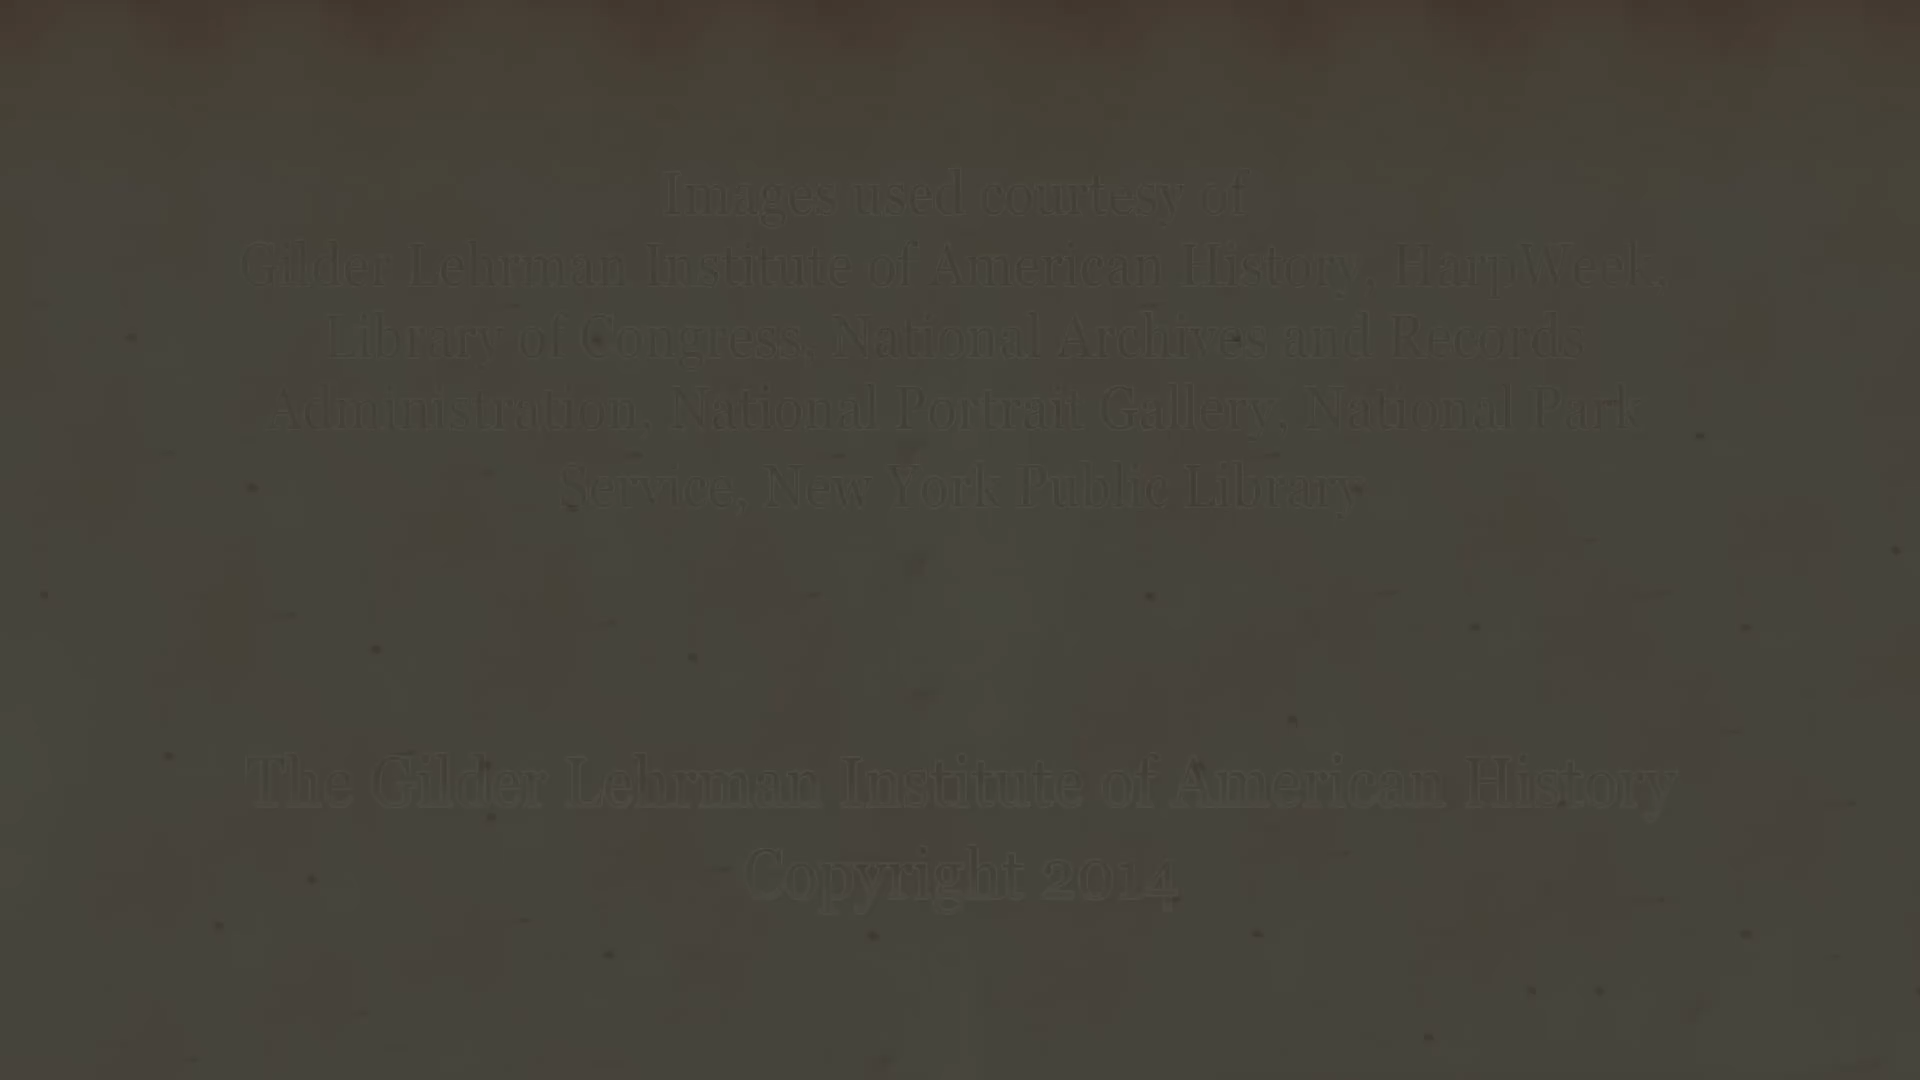 Images used courtesy of
Gilder Lehrman Institute of American History, HarpWeek,
Library of Congress, National Archives and Records
Administration, National Portrait Gallery, National Park
Service, New York Public Library
The Gilder Lehrman Institute of American History
Copyright 2014